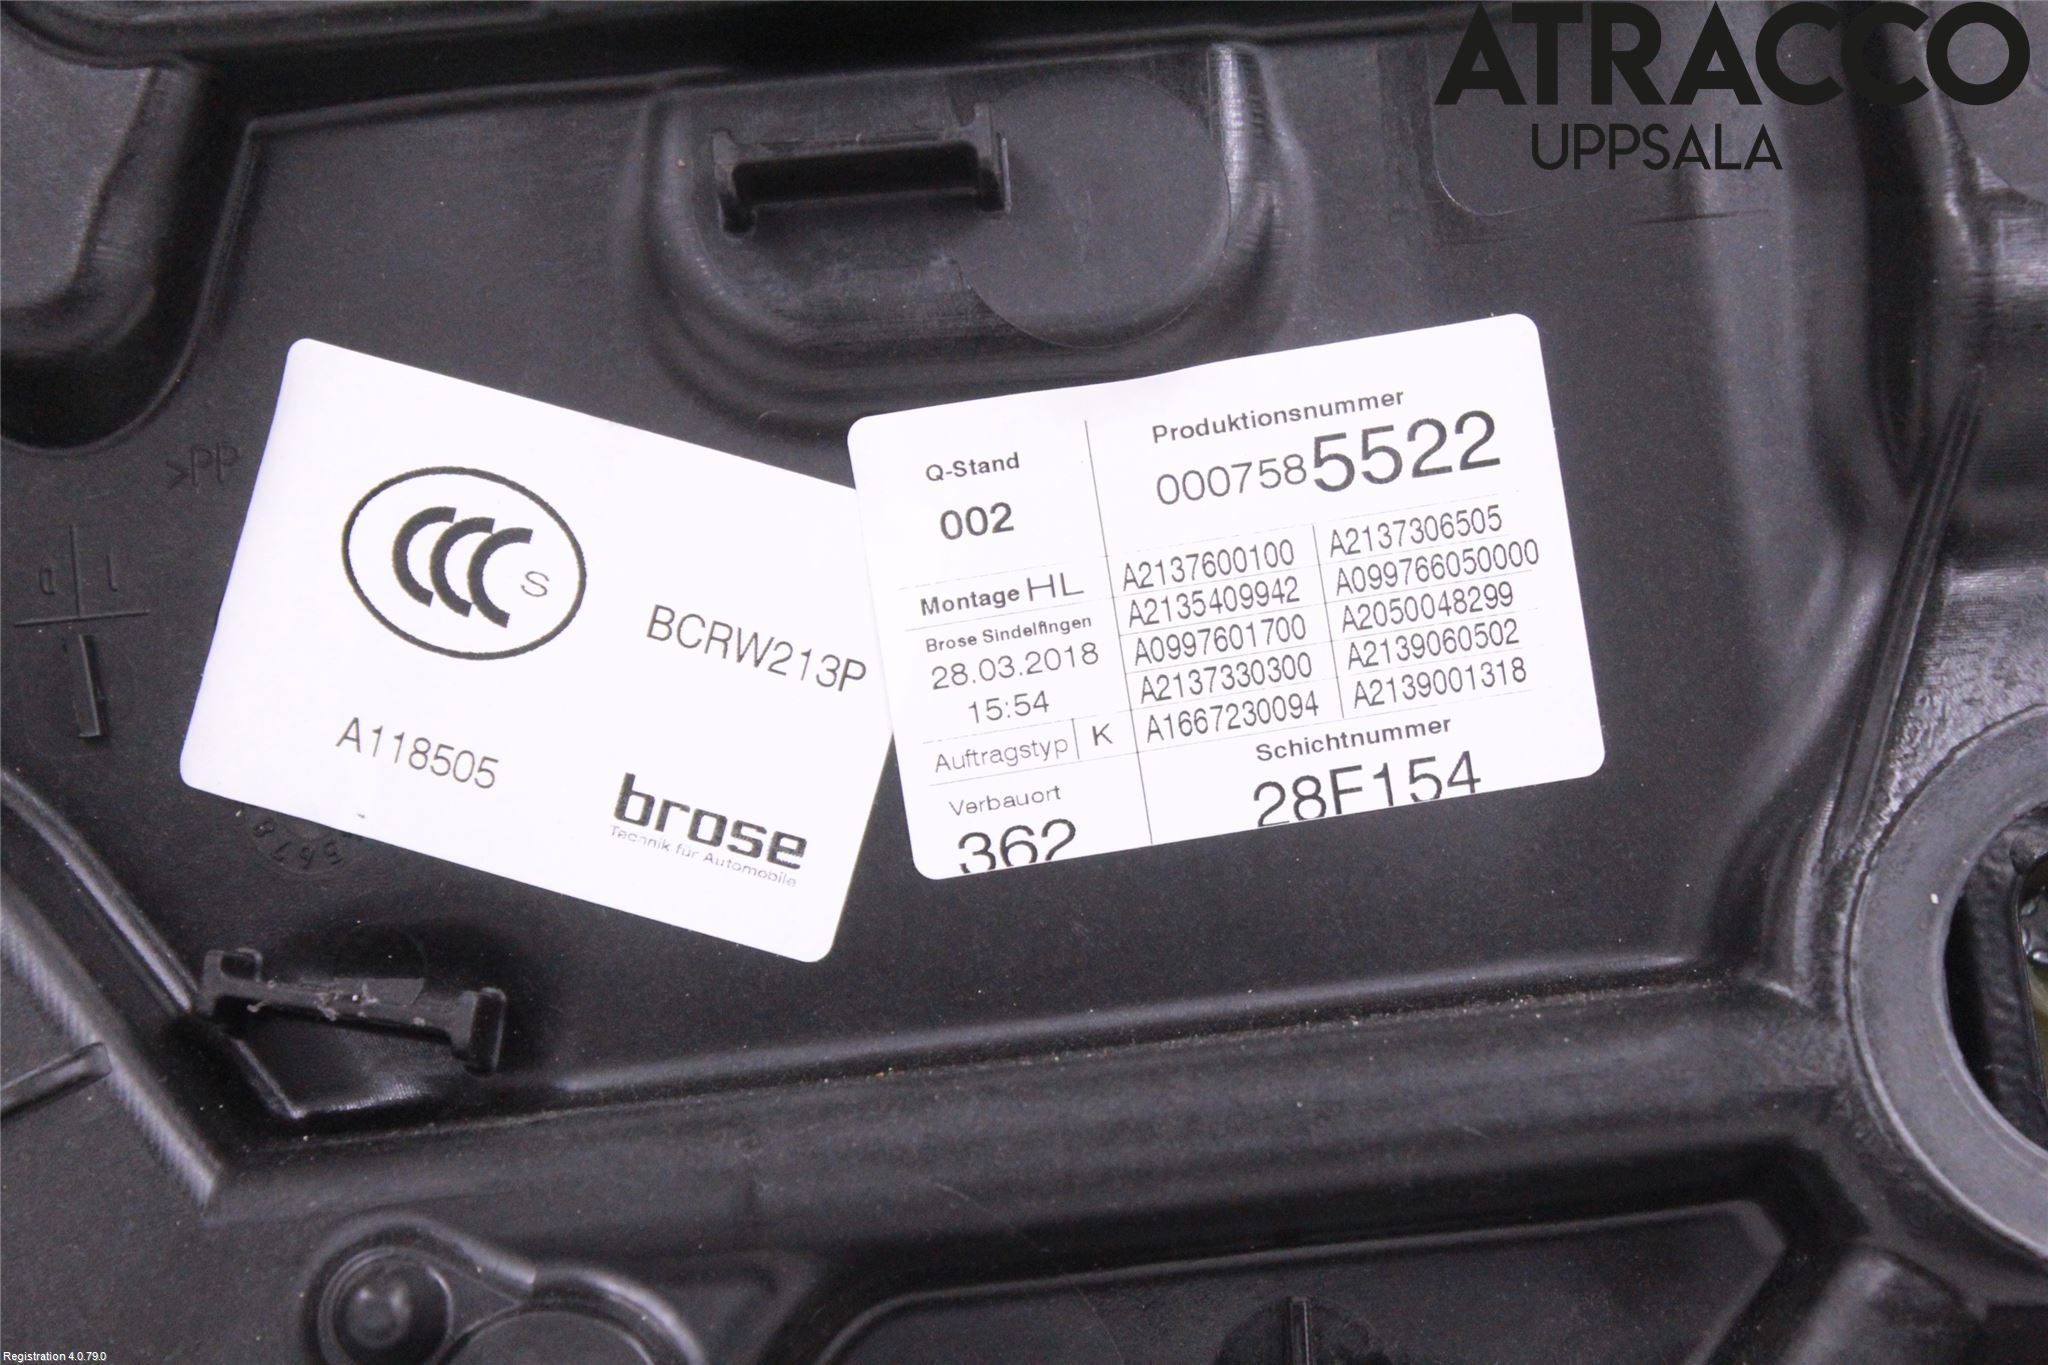 ATRACCO
UPPSALA
>PP
CCC S
BCRW213P
A118505
brose
Technik für Automobile
Q-Stand
002
Produktionsnummer
0007585522
Montage HL
Brose Sindelfingen
28.03.2018
15:54
Auftragstyp K
Verbauort
362
A2137600100 A2137306505
A2135409942 A099766050000
A0997601700 A2050048299
A2137330300 A2139060502
A1667230094 A2139001318
Schichtnummer
28F154
Registration 4.0.79.0